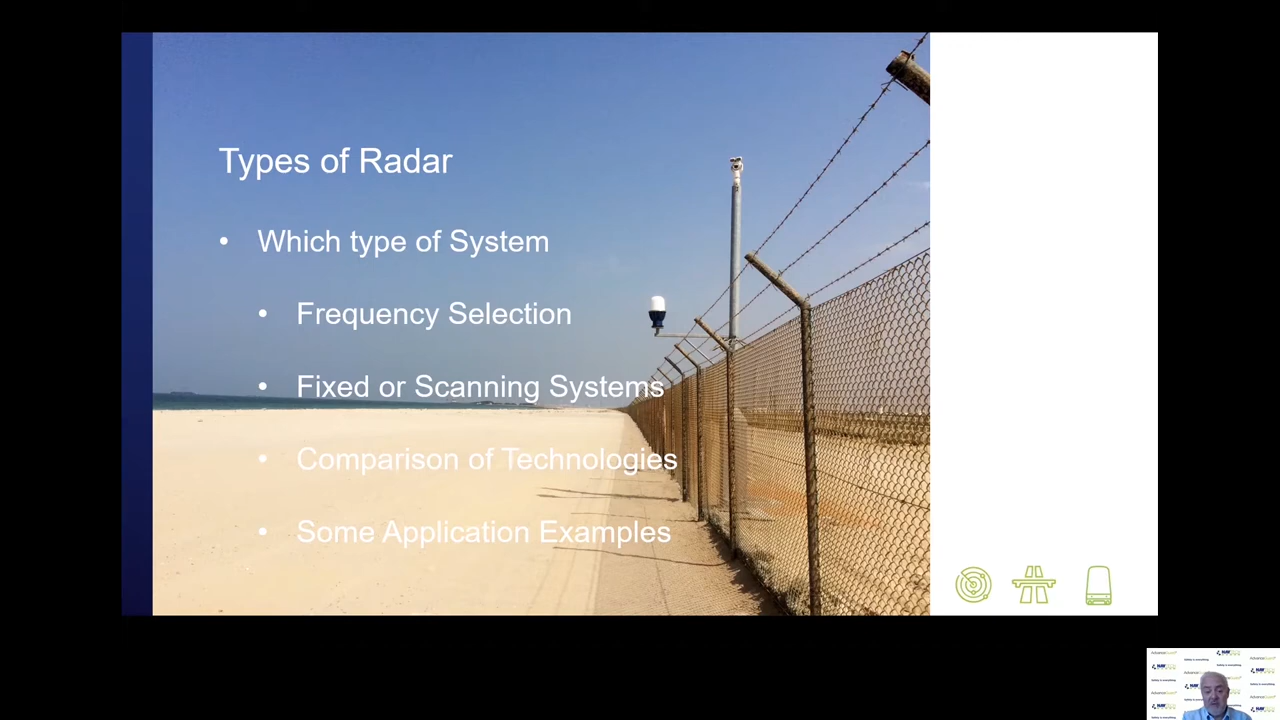 Types of Radar
• Which type of System
• Frequency Selection
• Fixed or Scanning Systems
• Comparison of Technologies
• Some Application Examples